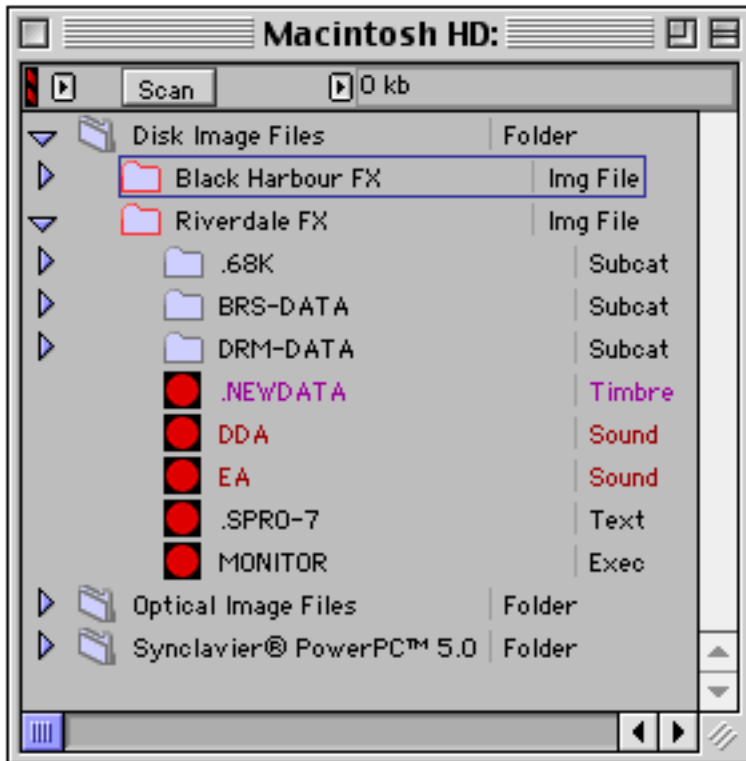 Macintosh HD:
Scan 0 kb
Disk Image Files Folder
Black Harbour FX Img File
Riverdale FX Img File
.68K Subcat
BRS-DATA Subcat
DRM-DATA Subcat
.NEWDATA Timbre
DDA Sound
EA Sound
.SPRO-7 Text
MONITOR Exec
Optical Image Files Folder
Synclavier® PowerPC™ 5.0 Folder